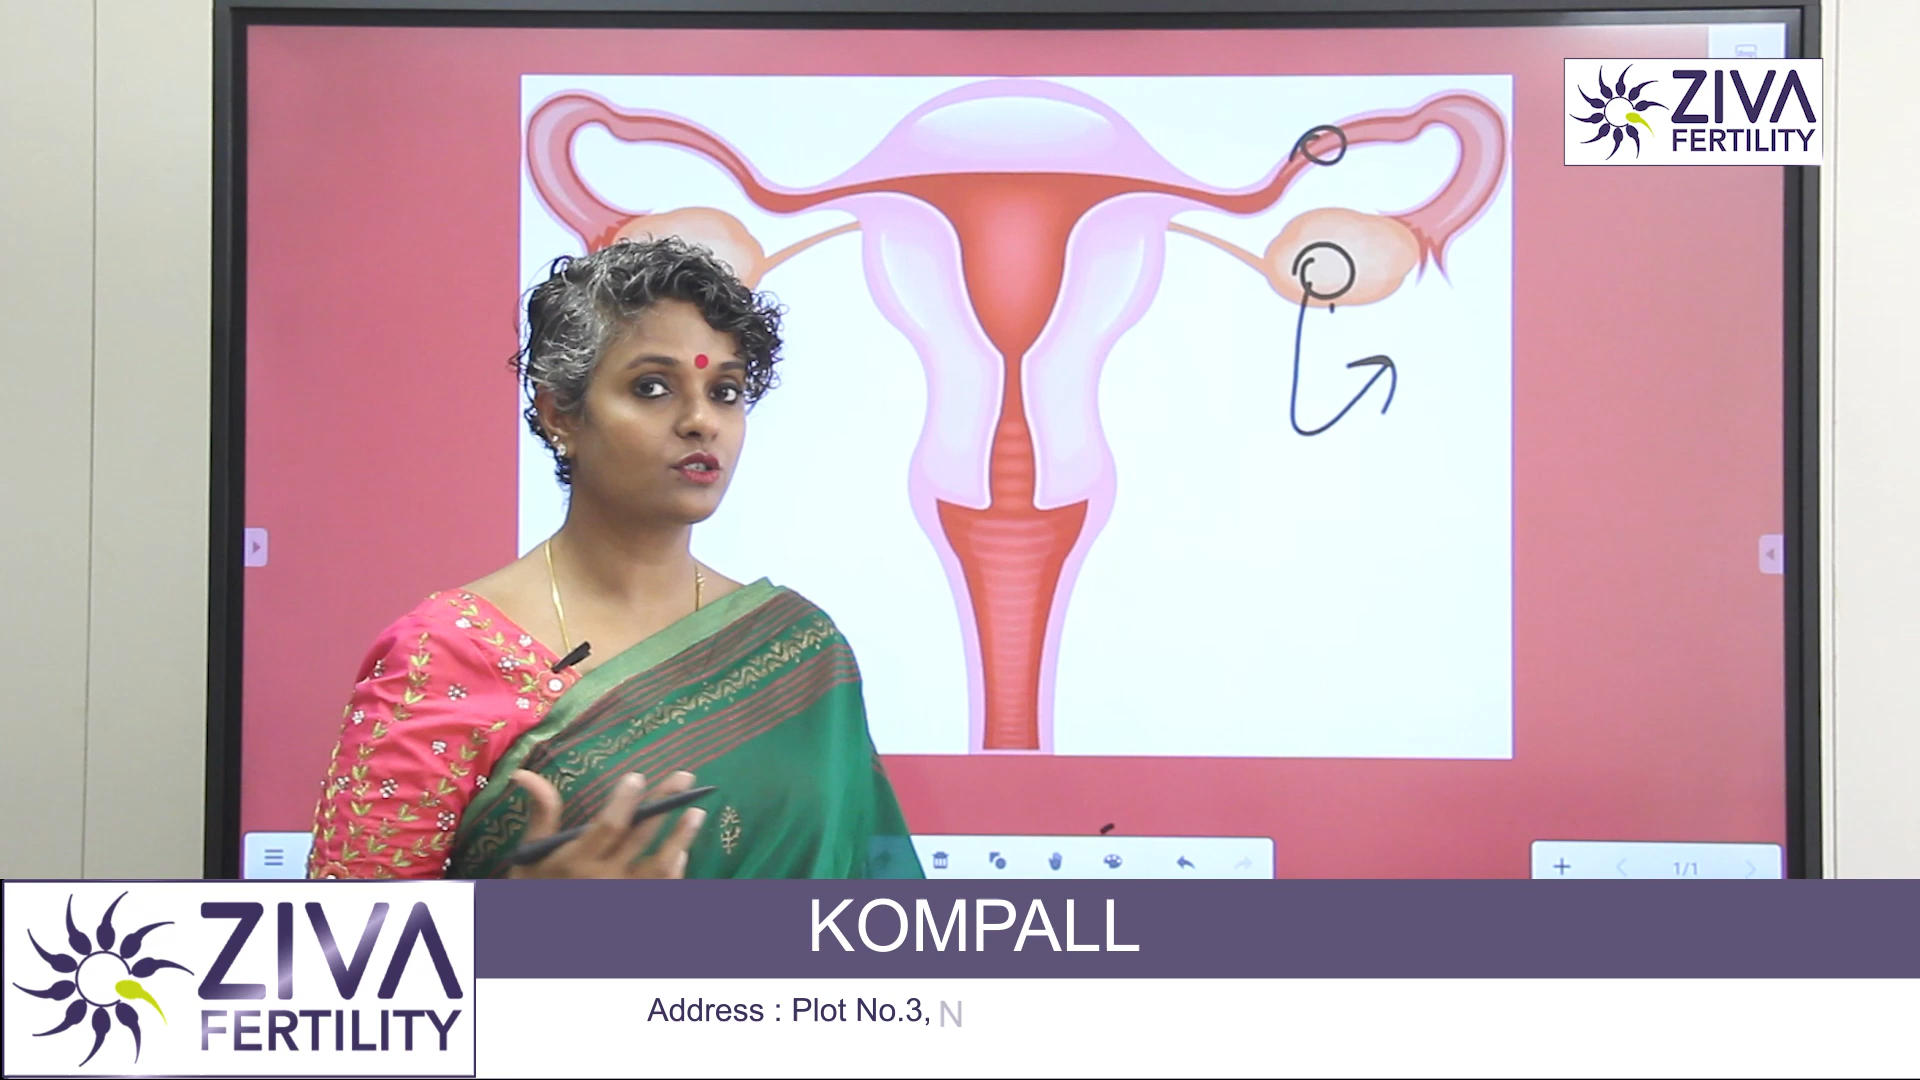 ZIVA
FERTILITY
1/1
ZIVA
FERTILITY
KOMPALL
Address : Plot No.3, N